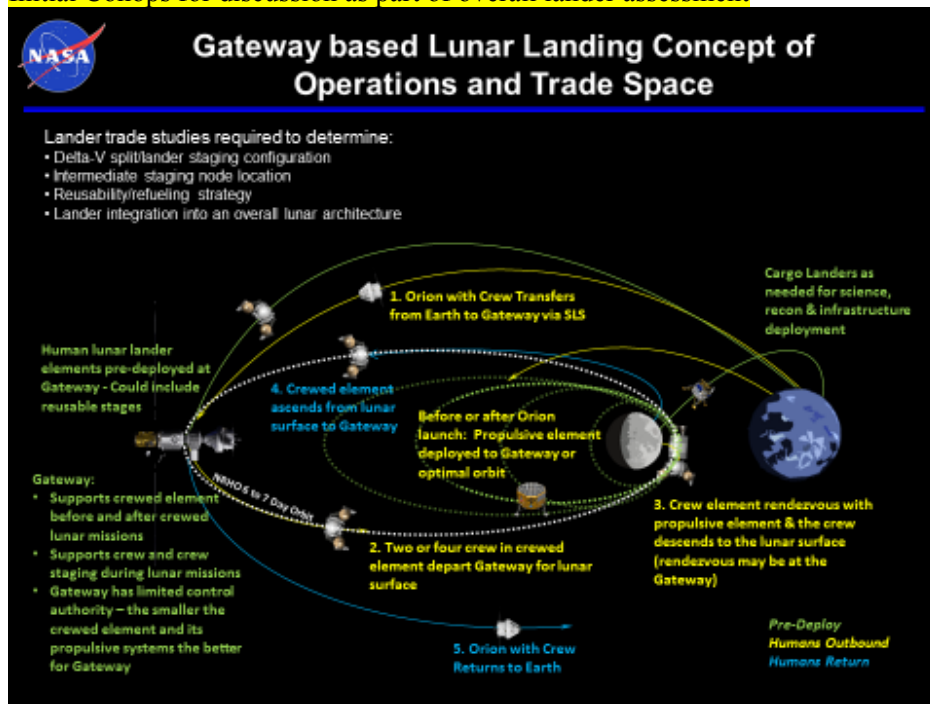 Initial Conops for discussion as part of overall lander assessment
NASA
Gateway based Lunar Landing Concept of
Operations and Trade Space
Lander trade studies required to determine:
• Delta-V split/lander staging configuration
• Intermediate staging node location
• Reusability/refueling strategy
• Lander integration into an overall lunar architecture
1. Orion with Crew Transfers
from Earth to Gateway via SLS
Cargo Landers as
needed for science,
recon & infrastructure
deployment
Human lunar lander
elements pre-deployed at
Gateway - Could include
reusable stages
4. Crewed element
ascends from lunar
surface to Gateway
Before or after Orion
launch: Propulsive element
deployed to Gateway or
optimal orbit
NRHO 6 to 7 Day Orbit
Gateway:
• Supports crewed element
before and after crewed
lunar missions
• Supports crew and crew
staging during lunar missions
• Gateway has limited control
authority – the smaller the
crewed element and its
propulsive systems the better
for Gateway
2. Two or four crew in crewed
element depart Gateway for lunar
surface
3. Crew element rendezvous with
propulsive element & the crew
descends to the lunar surface
(rendezvous may be at the
Gateway)
5. Orion with Crew
Returns to Earth
Pre-Deploy
Humans Outbound
Humans Return